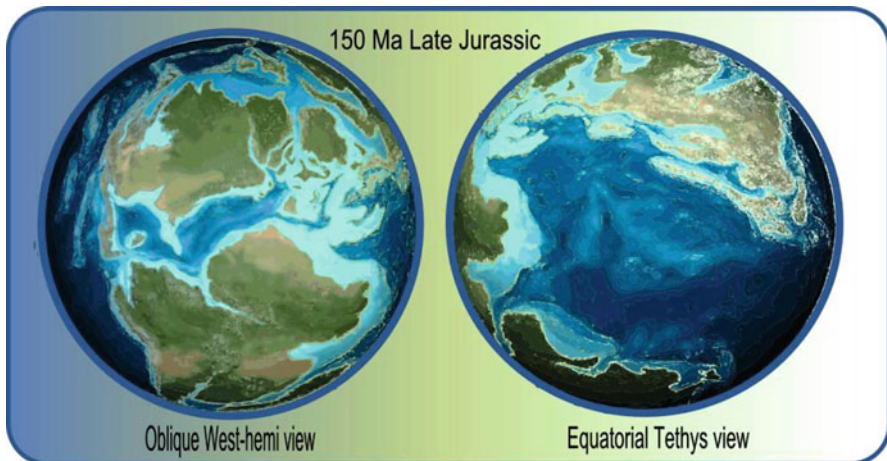 150 Ma Late Jurassic
Oblique West-hemi view
Equatorial Tethys view